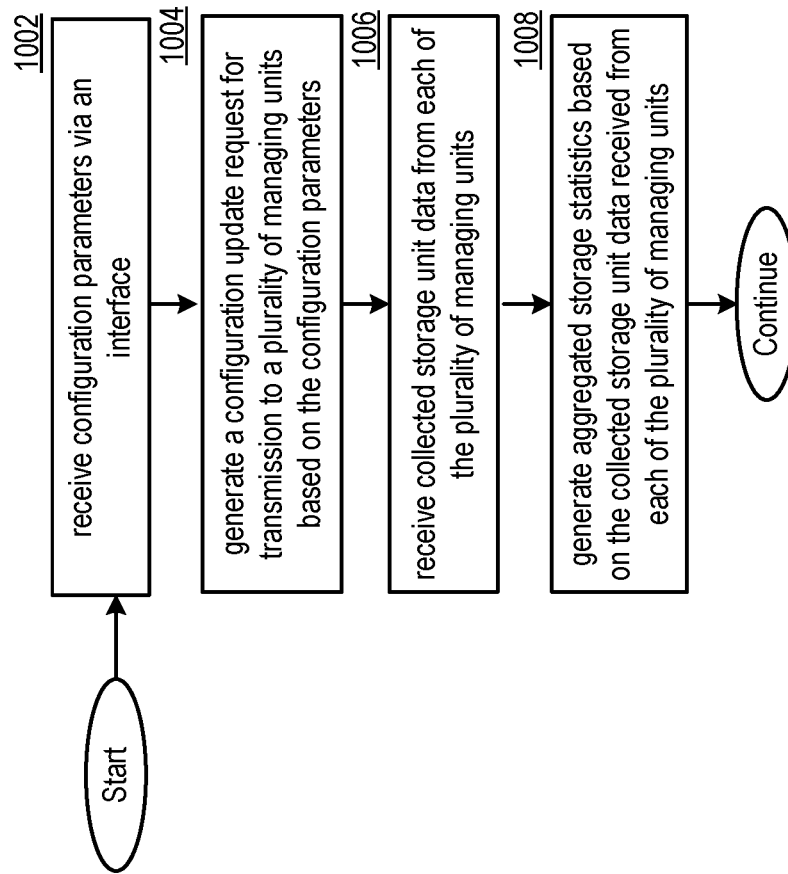 Start
1002
receive configuration parameters via an
interface
1004
generate a configuration update request for
transmission to a plurality of managing units
based on the configuration parameters
1006
receive collected storage unit data from each of
the plurality of managing units
1008
generate aggregated storage statistics based
on the collected storage unit data received from
each of the plurality of managing units
Continue